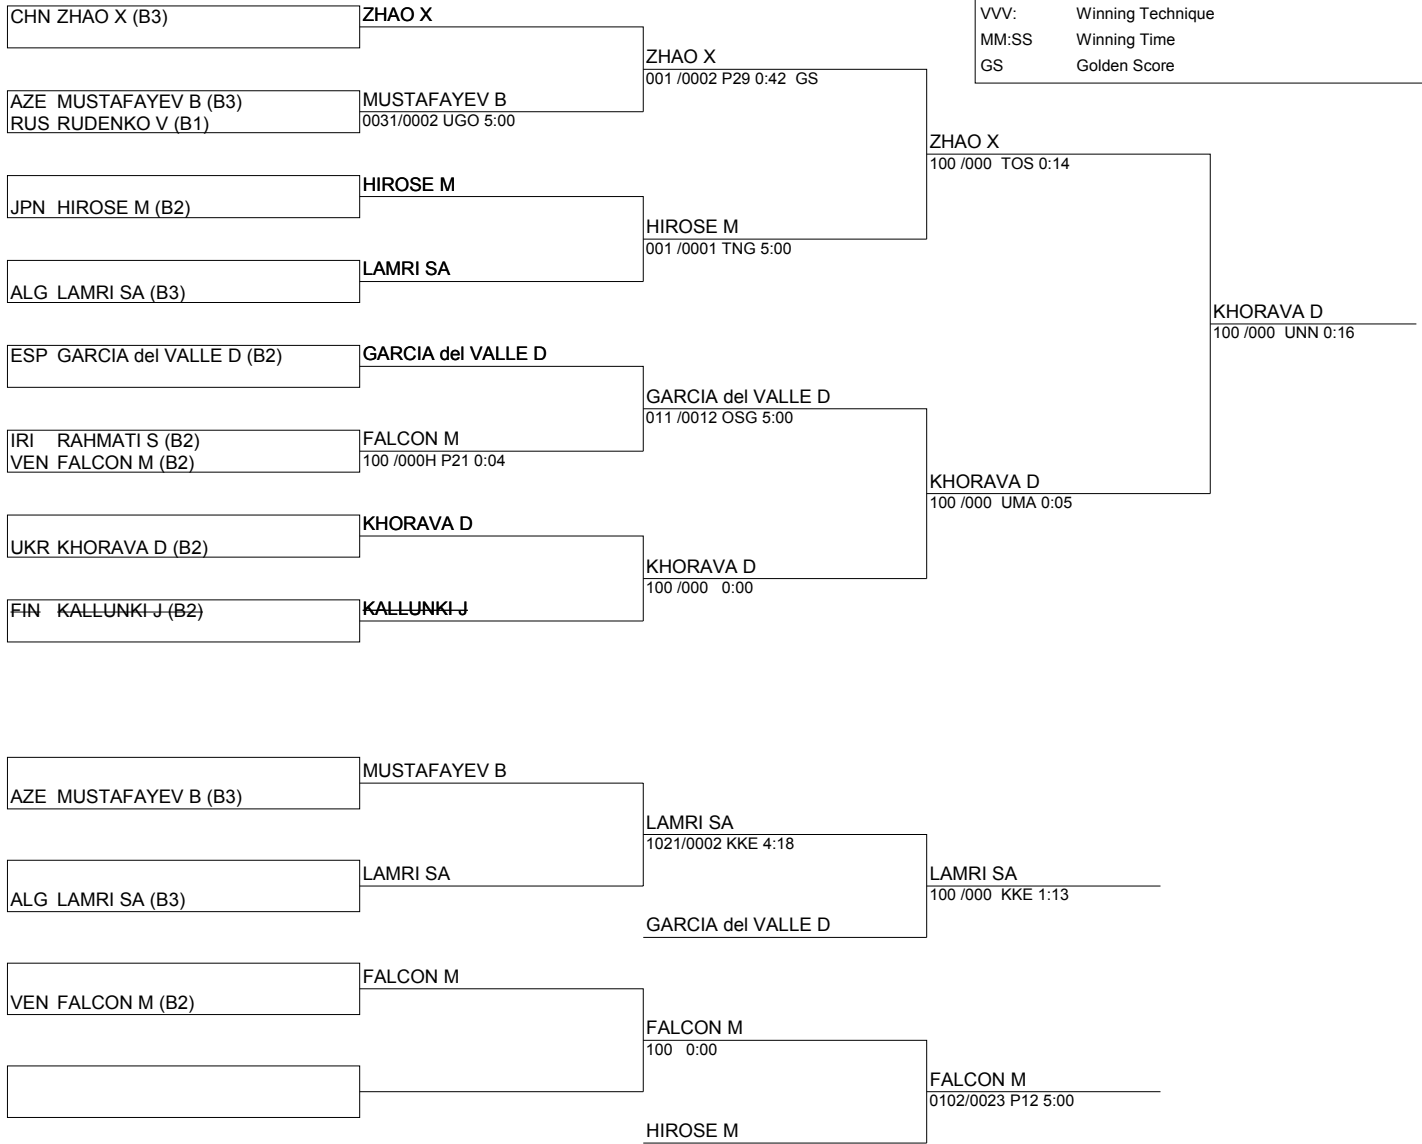 VVV: Winning Technique
MM:SS Winning Time
GS Golden Score
CHN ZHAO X (B3)
ZHAO X
ZHAO X
001 /0002 P29 0:42 GS
AZE MUSTAFAYEV B (B3)
RUS RUDENKO V (B1)
MUSTAFAYEV B
0031/0002 UGO 5:00
ZHAO X
100 /000 TOS 0:14
JPN HIROSE M (B2)
HIROSE M
HIROSE M
001 /0001 TNG 5:00
ALG LAMRI SA (B3)
LAMRI SA
KHORAVA D
100 /000 UNN 0:16
ESP GARCIA del VALLE D (B2)
GARCIA del VALLE D
GARCIA del VALLE D
011 /0012 OSG 5:00
IRI RAHMATI S (B2)
VEN FALCON M (B2)
FALCON M
100 /000H P21 0:04
KHORAVA D
100 /000 UMA 0:05
UKR KHORAVA D (B2)
KHORAVA D
KHORAVA D
100 /000 0:00
FIN KALLUNKI J (B2)
KALLUNKI J
AZE MUSTAFAYEV B (B3)
MUSTAFAYEV B
LAMRI SA
1021/0002 KKE 4:18
ALG LAMRI SA (B3)
LAMRI SA
LAMRI SA
100 /000 KKE 1:13
GARCIA del VALLE D
VEN FALCON M (B2)
FALCON M
FALCON M
100 0:00
FALCON M
0102/0023 P12 5:00
HIROSE M